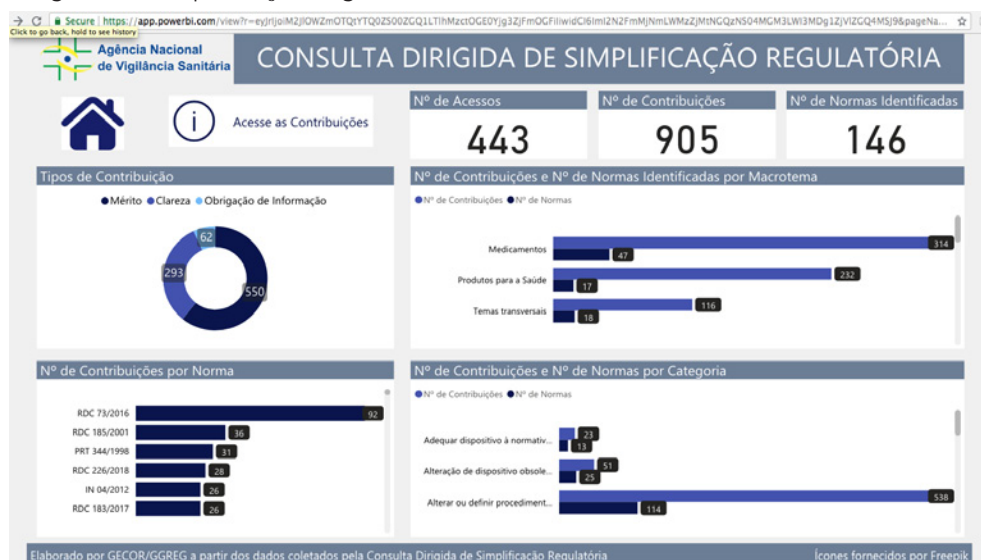 Secure https://app.powerbi.com/view?r=
Click to go back, hold to see history
Agência Nacional
de Vigilância Sanitária
CONSULTA DIRIGIDA DE SIMPLIFICAÇÃO REGULATÓRIA
i
Acesse as Contribuições
Nº de Acessos
443
Nº de Contribuições
905
Nº de Normas Identificadas
146
Tipos de Contribuição
Mérito Clareza Obrigação de Informação
62
293
550
Nº de Contribuições e Nº de Normas Identificadas por Macrotema
Nº de Contribuições Nº de Normas
Medicamentos 314
47
Produtos para a Saúde 232
17
Temas transversais 116
18
Nº de Contribuições por Norma
RDC 73/2016 92
RDC 185/2001 36
PRT 344/1998 31
RDC 226/2018 28
IN 04/2012 26
RDC 183/2017 26
Nº de Contribuições e Nº de Normas por Categoria
Nº de Contribuições Nº de Normas
Adequar dispositivo à normativ... 23
13
Alteração de dispositivo obsole... 51
25
Alterar ou definir procediment... 538
114
Elaborado por GECOR/GGREG a partir dos dados coletados pela Consulta Dirigida de Simplificação Regulatória
Ícones fornecidos por Freepik